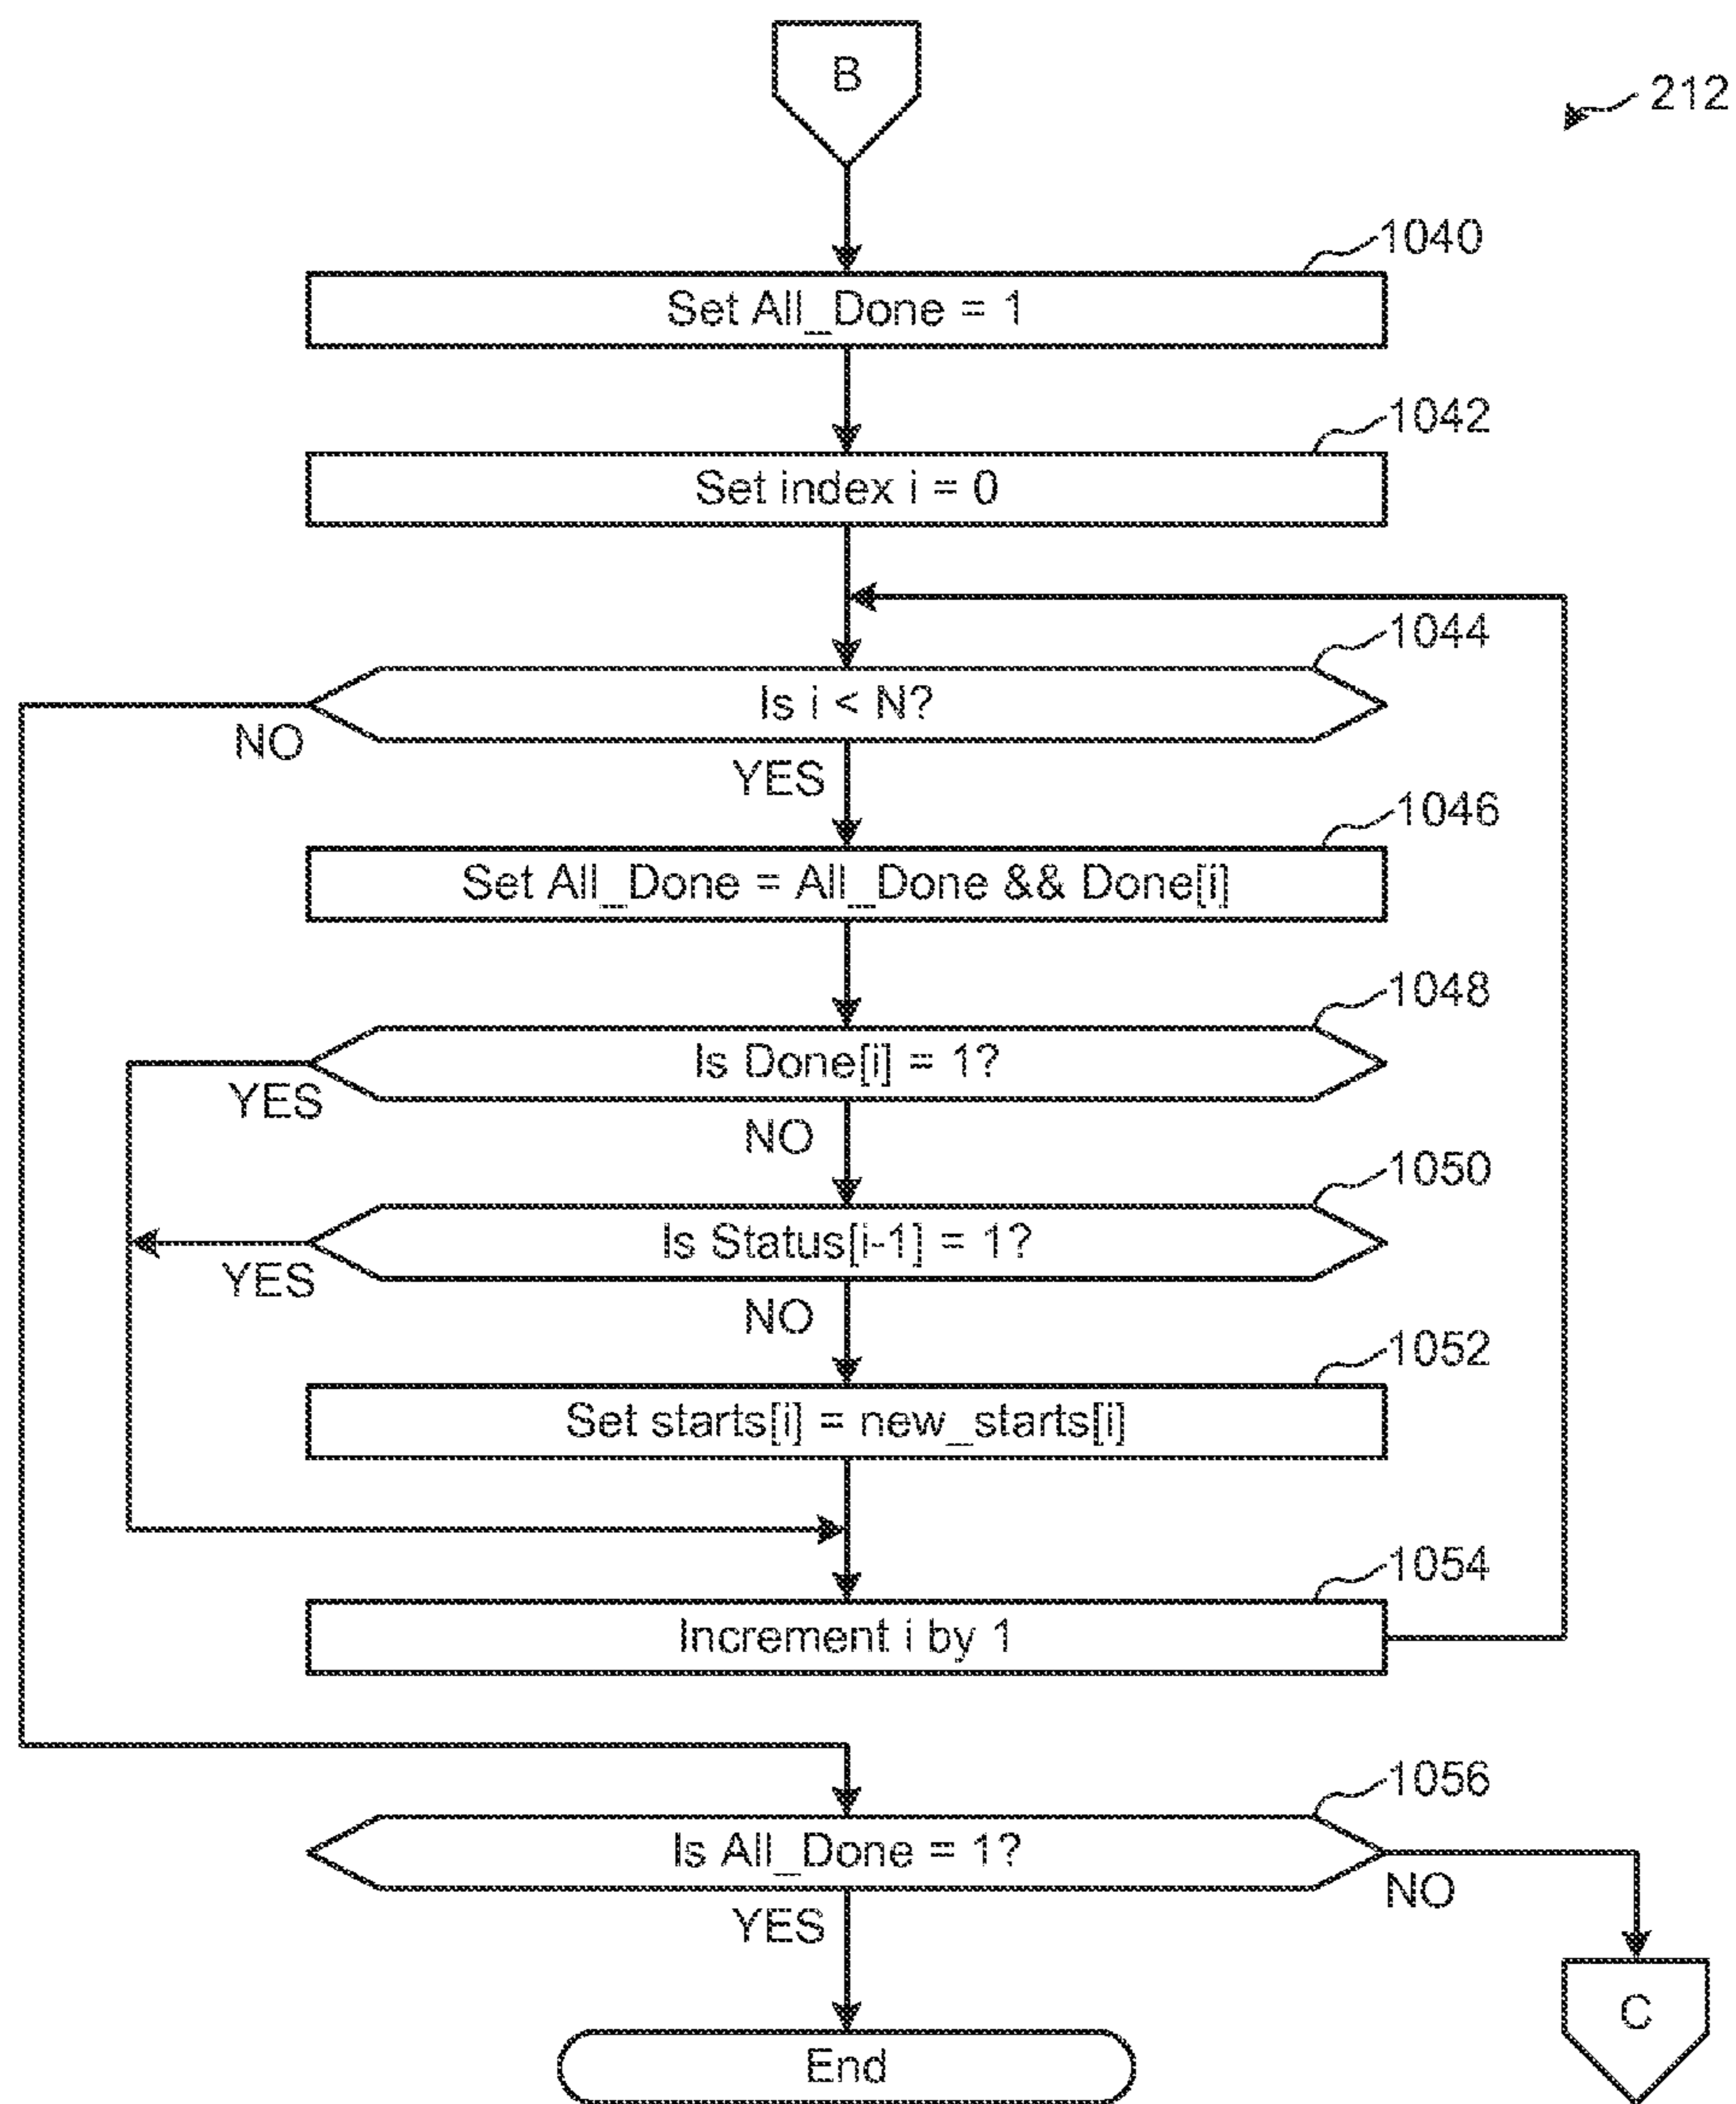 B
212
1040
Set All_Done = 1
1042
Set index i = 0
1044
Is i < N?
NO
YES
1046
Set All_Done = All_Done && Done[i]
1048
Is Done[i] = 1?
YES
NO
1050
Is Status[i-1] = 1?
YES
NO
1052
Set starts[i] = new_starts[i]
1054
Increment i by 1
1056
Is All_Done = 1?
NO
YES
C
End